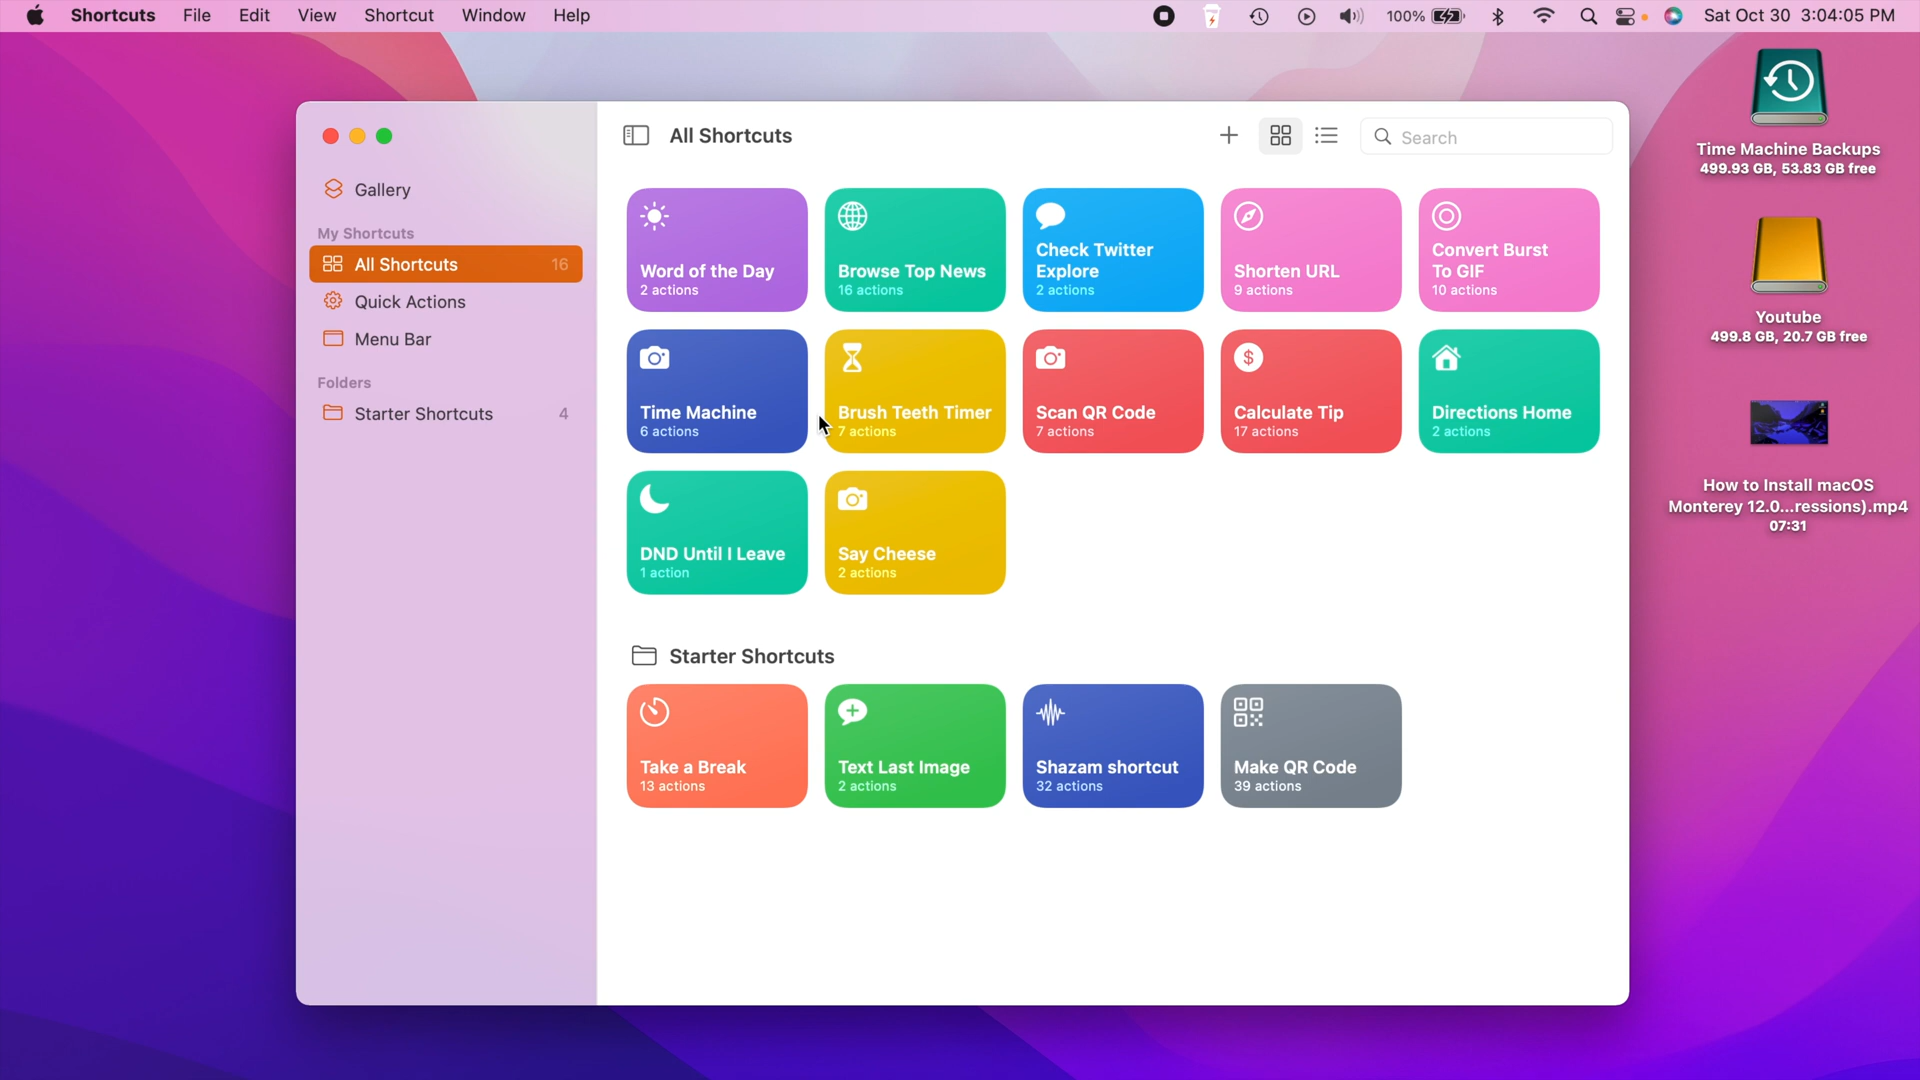 Shortcuts File Edit View Shortcut Window Help 100% Sat Oct 30 3:04:05 PM
All Shortcuts
Search
Gallery
My Shortcuts
All Shortcuts 16
Quick Actions
Menu Bar
Folders
Starter Shortcuts 4
Word of the Day
2 actions
Browse Top News
16 actions
Check Twitter
Explore
2 actions
Shorten URL
9 actions
Convert Burst
To GIF
10 actions
Time Machine
6 actions
Brush Teeth Timer
7 actions
Scan QR Code
7 actions
$
Calculate Tip
17 actions
Directions Home
2 actions
DND Until I Leave
1 action
Say Cheese
2 actions
Starter Shortcuts
Take a Break
13 actions
Text Last Image
2 actions
Shazam shortcut
32 actions
Make QR Code
39 actions
Time Machine Backups
499.93 GB, 53.83 GB free
Youtube
499.8 GB, 20.7 GB free
How to Install macOS
Monterey 12.0...ressions).mp4
07:31